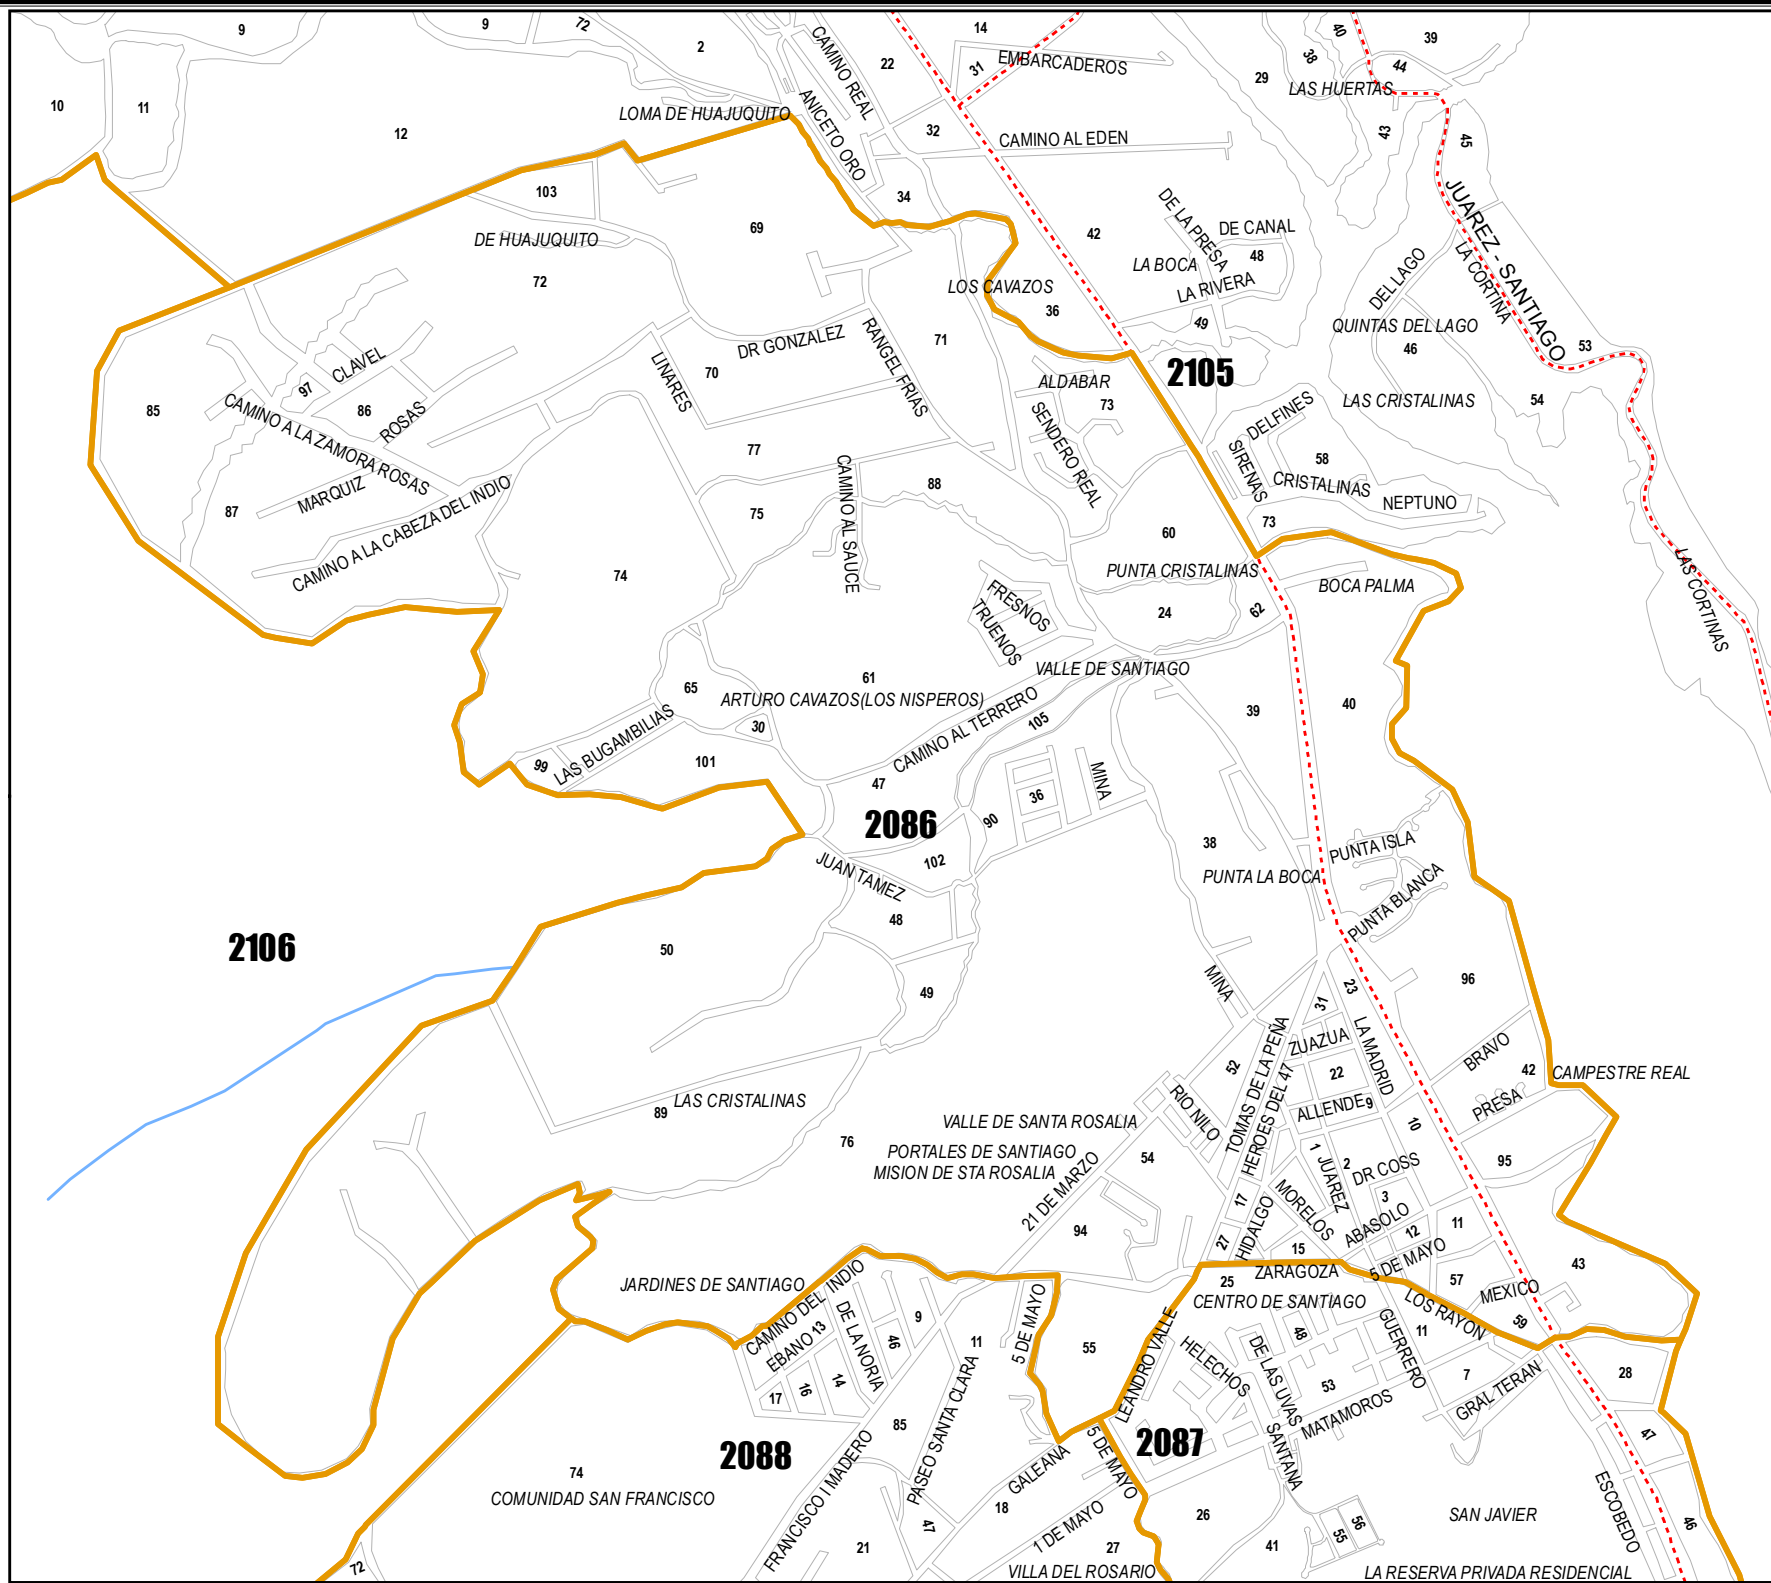 9
9
72
2
CAMINO REAL
22
14
31
EMBARCADEROS
29
38
40
39
44
LAS HUERTAS
10
11
12
LOMA DE HUAJUQUITO
ANICETO ORO
32
CAMINO AL EDEN
43
45
103
69
34
DE HUAJUQUITO
72
42
DE LA PRESA
DE CANAL
LA BOCA
48
LA RIVERA
49
JUAREZ - SANTIAGO
DEL LAGO
LA CORTINA
QUINTAS DEL LAGO
46
53
LOS CAVAZOS
36
71
RANGEL FRIAS
DR GONZALEZ
LINARES
70
2105
ALDABAR
73
SENDERO REAL
LAS CRISTALINAS
54
85
97
CLAVEL
86
ROSAS
CAMINO A LA ZAMORA ROSAS
MARQUIZ
87
CAMINO A LA CABEZA DEL INDIO
77
CAMINO AL SAUCE
88
75
DELFINES
SIRENAS
58
CRISTALINAS
NEPTUNO
73
60
PUNTA CRISTALINAS
BOCA PALMA
LAS CORTINAS
74
FRESNOS
TRUENOS
24
62
VALLE DE SANTIAGO
61
65
ARTURO CAVAZOS(LOS NISPEROS)
30
CAMINO AL TERRERO
105
39
40
99
LAS BUGAMBILIAS
101
47
36
MINA
90
2086
102
JUAN TAMEZ
38
PUNTA ISLA
PUNTA LA BOCA
PUNTA BLANCA
2106
50
48
49
MINA
96
31
23
ZUAZUA
LA MADRID
TOMAS DE LA PEÑA
HEROES DEL 47
52
22
BRAVO
42
CAMPESTRE REAL
PRESA
LAS CRISTALINAS
89
76
VALLE DE SANTA ROSALIA
PORTALES DE SANTIAGO
MISION DE STA ROSALIA
RIO NILO
ALLENDE
9
10
54
21 DE MARZO
1
JUAREZ
2
DR COSS
95
17
HIDALGO
MORELOS
3
ABASOLO
12
11
94
27
15
5 DE MAYO
ZARAGOZA
25
57
MEXICO
43
JARDINES DE SANTIAGO
CAMINO DEL INDIO
EBANO
13
DE LA NORIA
9
46
11
5 DE MAYO
55
LEANDRO VALLE
CENTRO DE SANTIAGO
LOS RAYON
59
48
GUERRERO
11
HELECHOS
DE LAS UVAS
53
7
28
17
16
14
MATAMOROS
GRAL TERAN
85
PASEO SANTA CLARA
2088
2087
74
COMUNIDAD SAN FRANCISCO
FRANCISCO I MADERO
GALEANA
5 DE MAYO
SANTANA
47
18
1 DE MAYO
26
47
SAN JAVIER
ESCOBEDO
46
72
21
27
VILLA DEL ROSARIO
41
55
56
LA RESERVA PRIVADA RESIDENCIAL